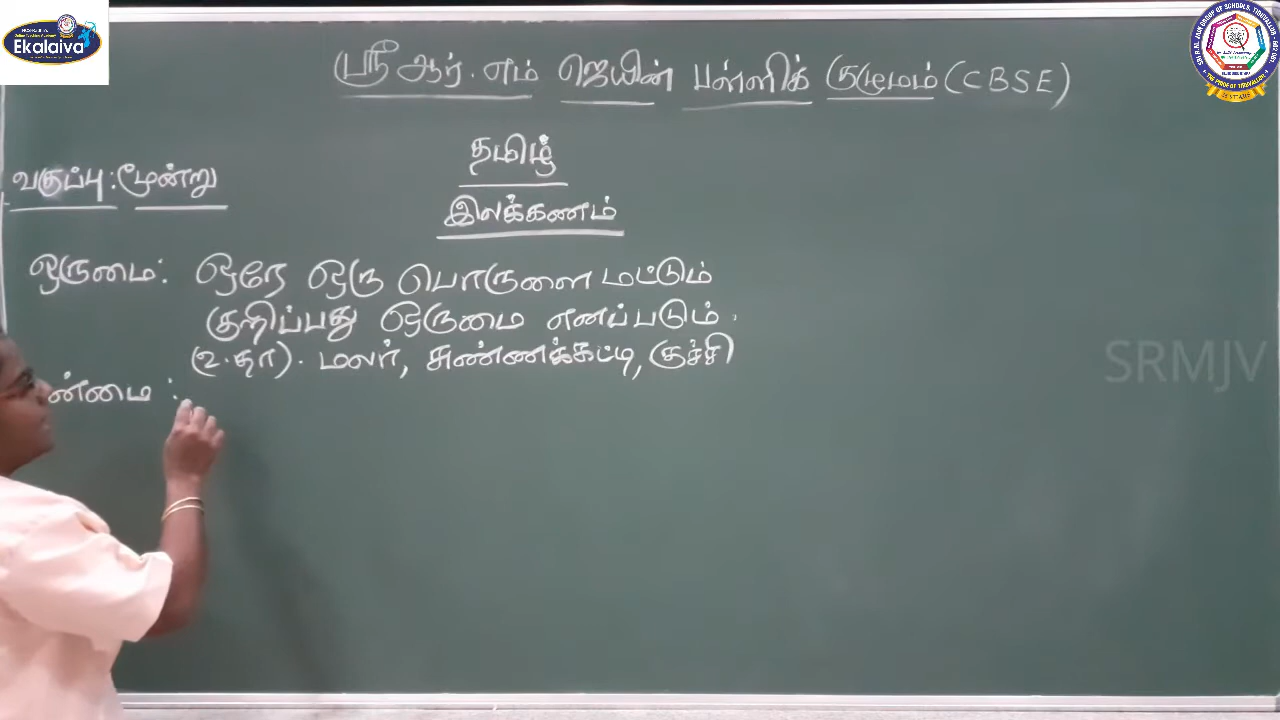 Ekalaiva
ஸ்ரீ ஆர். எம் ஜெயின் பள்ளிக் குழுமம் (CBSE)
தமிழ்
வகுப்பு : மூன்று
இலக்கணம்
ஒருமை : ஒரே ஒரு பொருளை மட்டும்
குறிப்பது ஒருமை எனப்படும்.
(உ.தா). மலர், சுண்ணக்கட்டி, குச்சி
ன்மை :
SRMJV